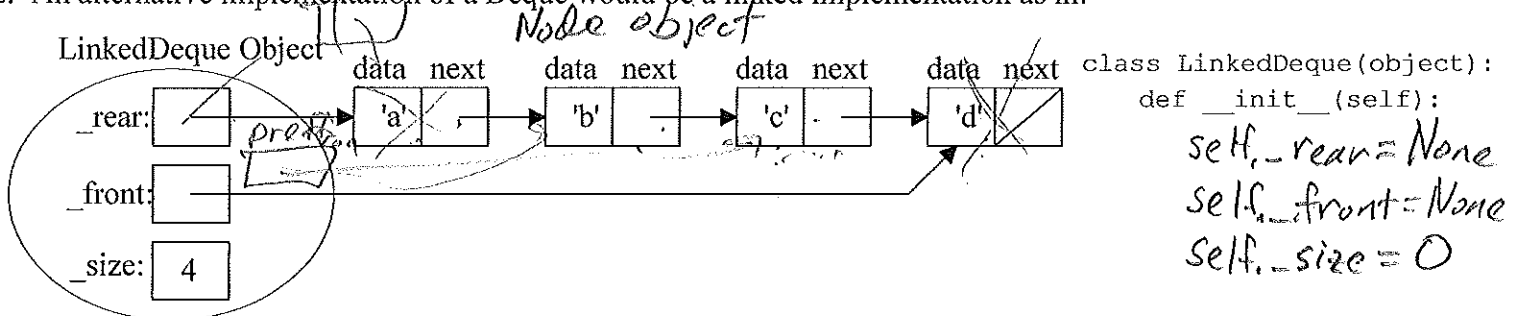 An alternative implementation of a Deque would be a linked implementation as in:
Node object
LinkedDeque Object
data next data next data next data next
_rear: 'a' 'b' 'c' 'd'
_front:
_size: 4
class LinkedDeque(object):
def __init__(self):
self._rear=None
self._front=None
self._size=0